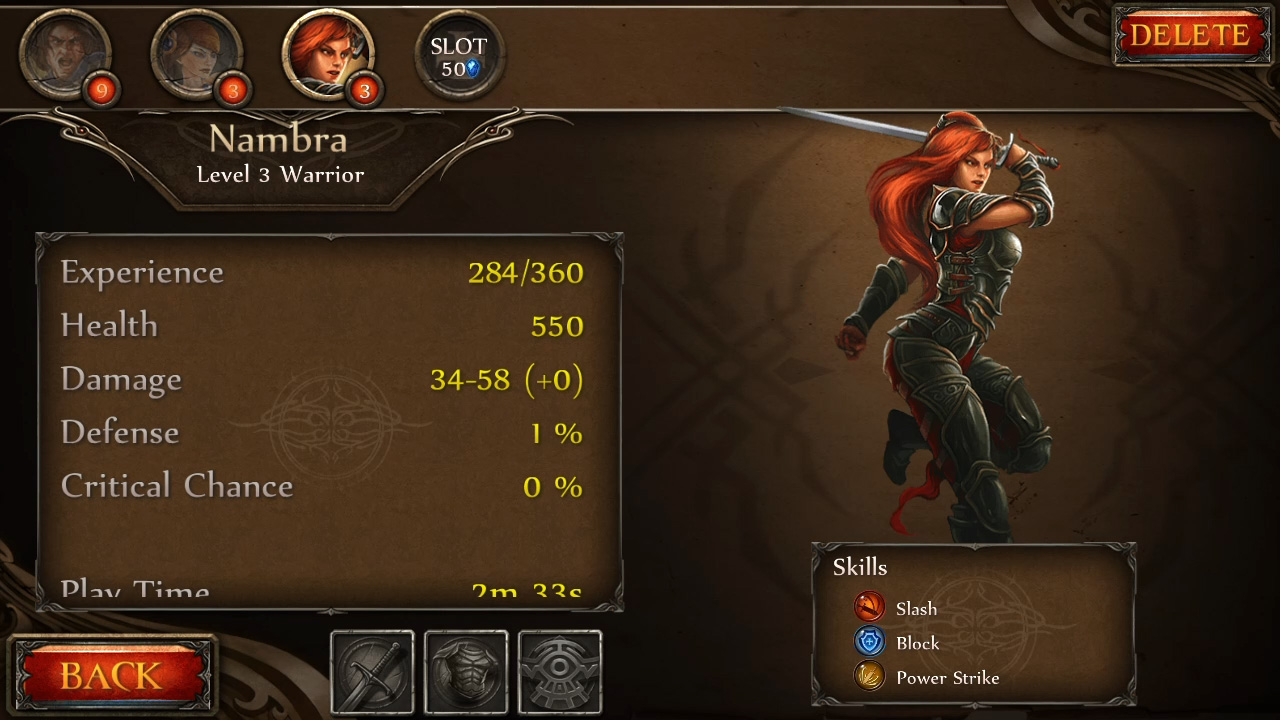 SLOT
50
9
3
3
DELETE
Nambra
Level 3 Warrior
Experience 284/360
Health 550
Damage 34-58 (+0)
Defense 1 %
Critical Chance 0 %
Play Time 2m 33s
Skills
Slash
Block
Power Strike
BACK